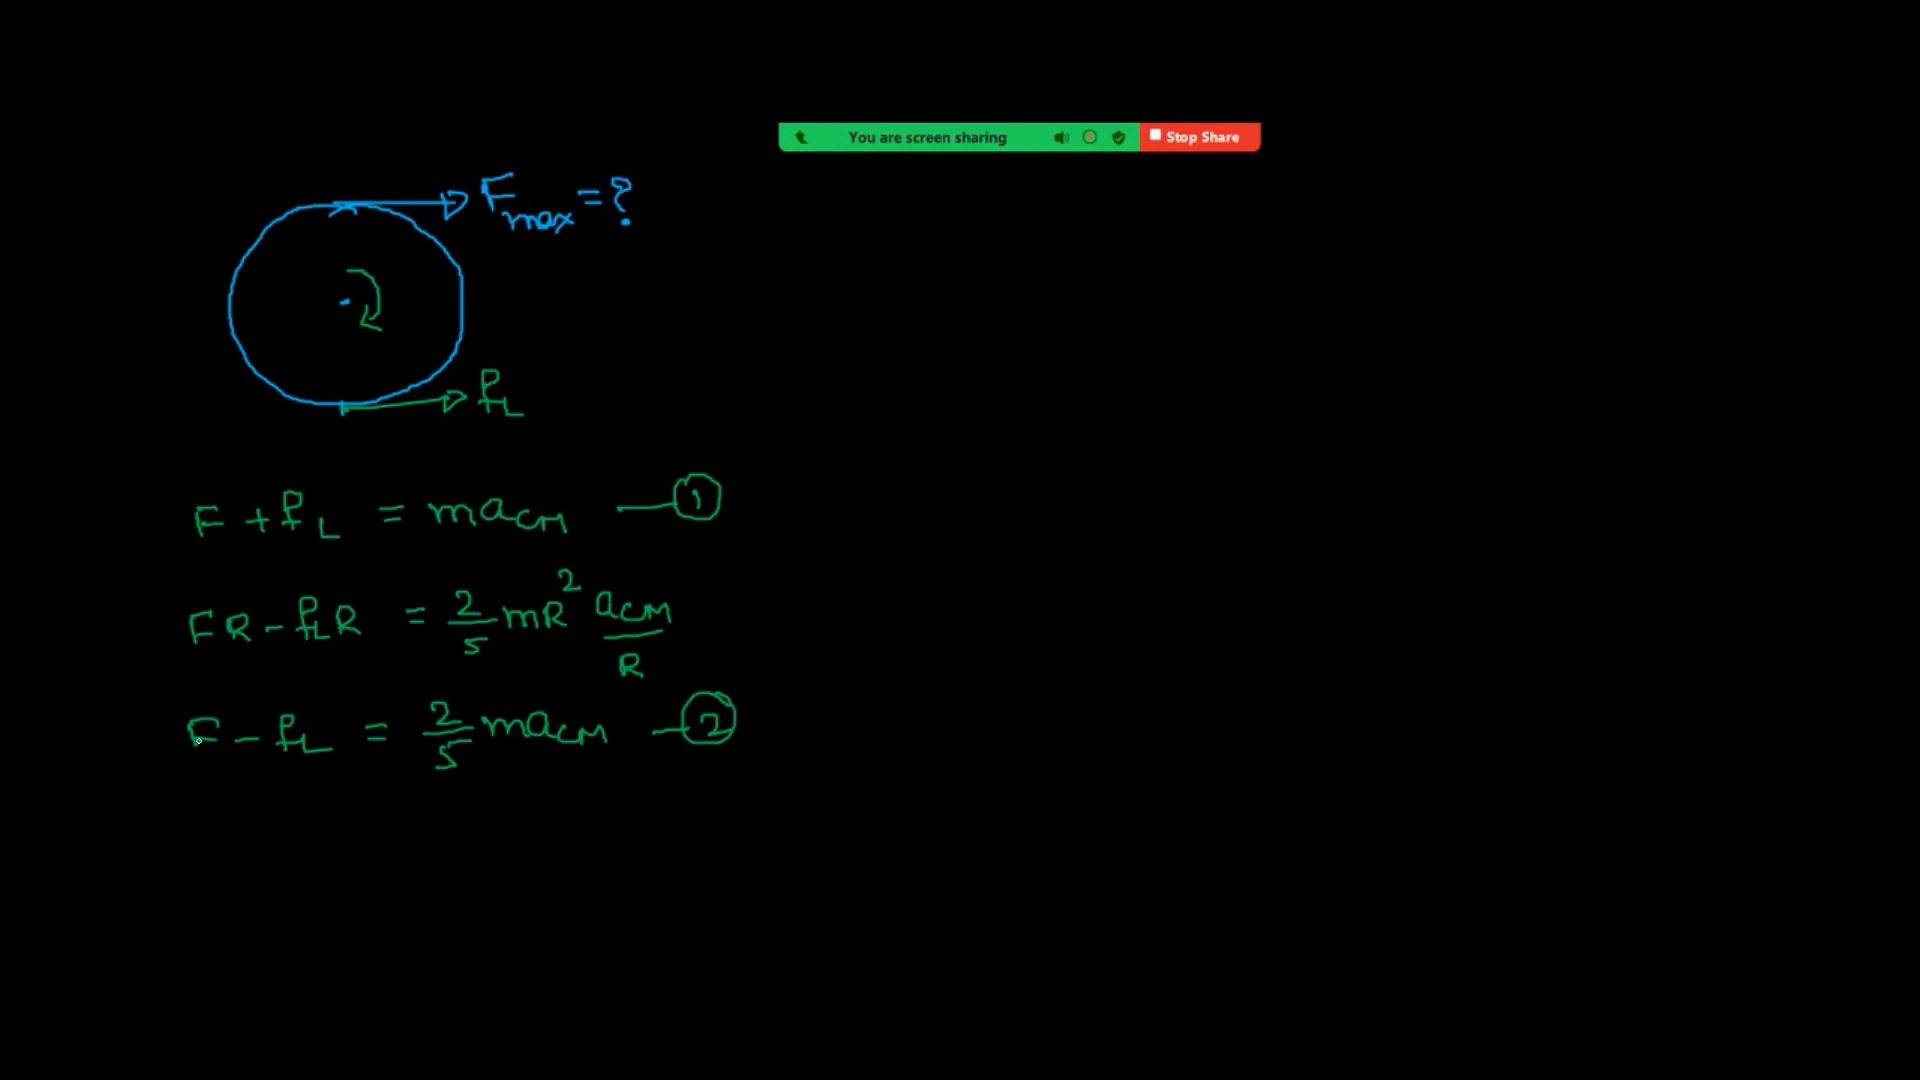 You are screen sharing Stop Share
F_max = ?
f_L
F + f_L = ma_CM — ①
FR - f_L R = 2/5 mR² a_CM/R
F - f_L = 2/5 ma_CM — ②